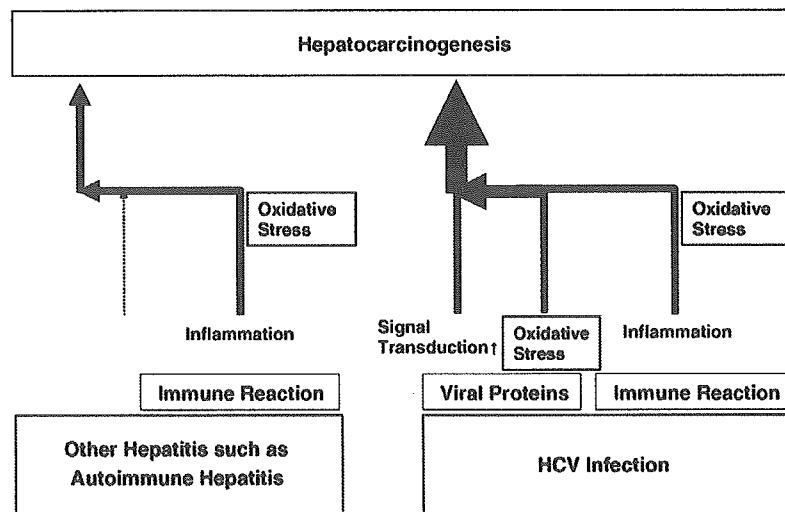 Hepatocarcinogenesis
Oxidative
Stress
Inflammation
Immune Reaction
Other Hepatitis such as
Autoimmune Hepatitis
Oxidative
Stress
Signal
Transduction↑
Oxidative
Stress
Inflammation
Viral Proteins
Immune Reaction
HCV Infection